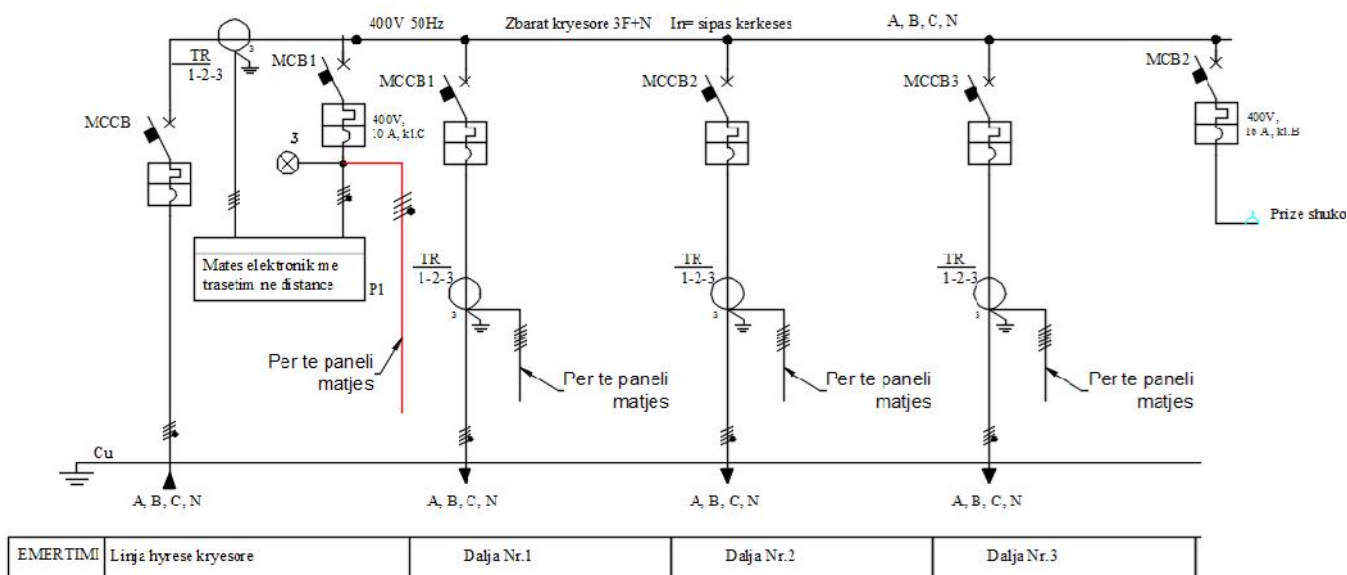 400V 50Hz Zbarat kryesore 3F+N In= sipas kerkeses A, B, C, N
TR
1-2-3
3
MCB1
MCCB1
MCCB2
MCCB3
MCB2
MCCB
400V,
10 A, kl.C
400V,
16 A, kl.B
3
Prize shuko
Mates elektronik me
trasetim ne distance
P1
TR
1-2-3
3
TR
1-2-3
3
TR
1-2-3
3
Per te paneli
matjes
Per te paneli
matjes
Per te paneli
matjes
Per te paneli
matjes
Cu
A, B, C, N
A, B, C, N
A, B, C, N
A, B, C, N
EMERTIMI Linja hyrese kryesore Dalja Nr.1 Dalja Nr.2 Dalja Nr.3